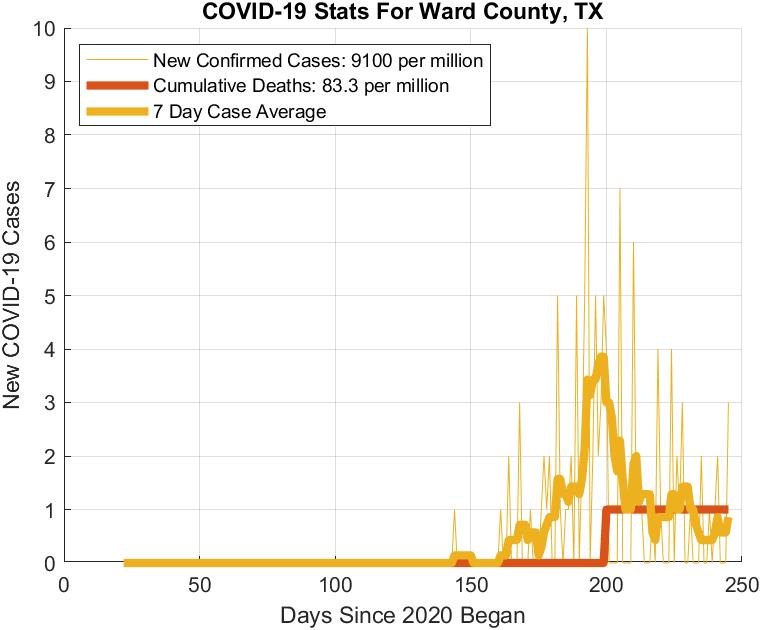 COVID-19 Stats For Ward County, TX
New Confirmed Cases: 9100 per million
Cumulative Deaths: 83.3 per million
7 Day Case Average
New COVID-19 Cases
10
9
8
7
6
5
4
3
2
1
0
0 50 100 150 200 250
Days Since 2020 Began